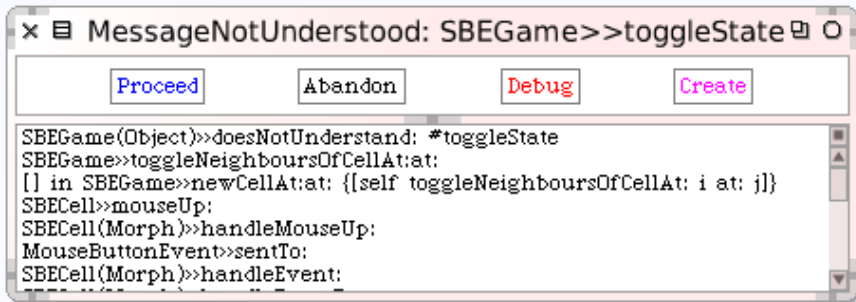 MessageNotUnderstood: SBEGame>>toggleState
Proceed Abandon Debug Create
SBEGame(Object)>>doesNotUnderstand: #toggleState
SBEGame>>toggleNeighboursOfCellAt:at:
[] in SBEGame>>newCellAt:at: {[self toggleNeighboursOfCellAt: i at: j]}
SBECell>>mouseUp:
SBECell(Morph)>>handleMouseUp:
MouseButtonEvent>>sentTo:
SBECell(Morph)>>handleEvent: